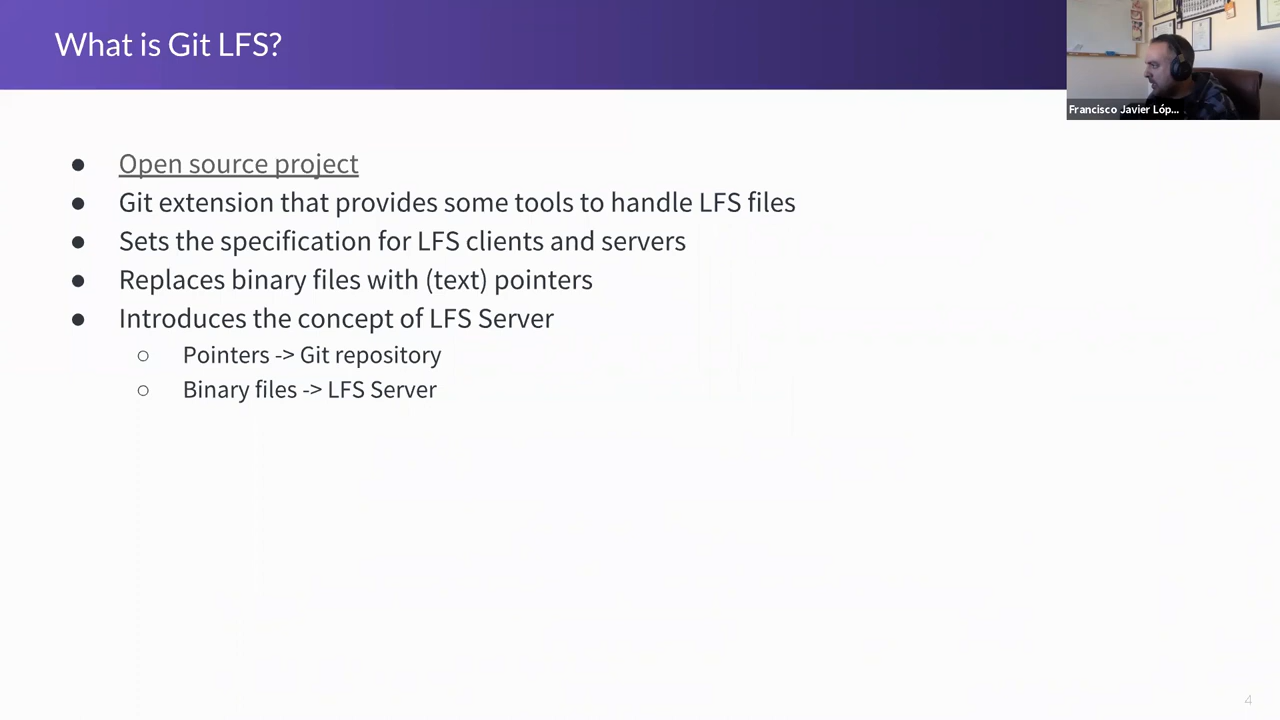 What is Git LFS?
Francisco Javier Lóp...
● Open source project
● Git extension that provides some tools to handle LFS files
● Sets the specification for LFS clients and servers
● Replaces binary files with (text) pointers
● Introduces the concept of LFS Server
○ Pointers -> Git repository
○ Binary files -> LFS Server
4